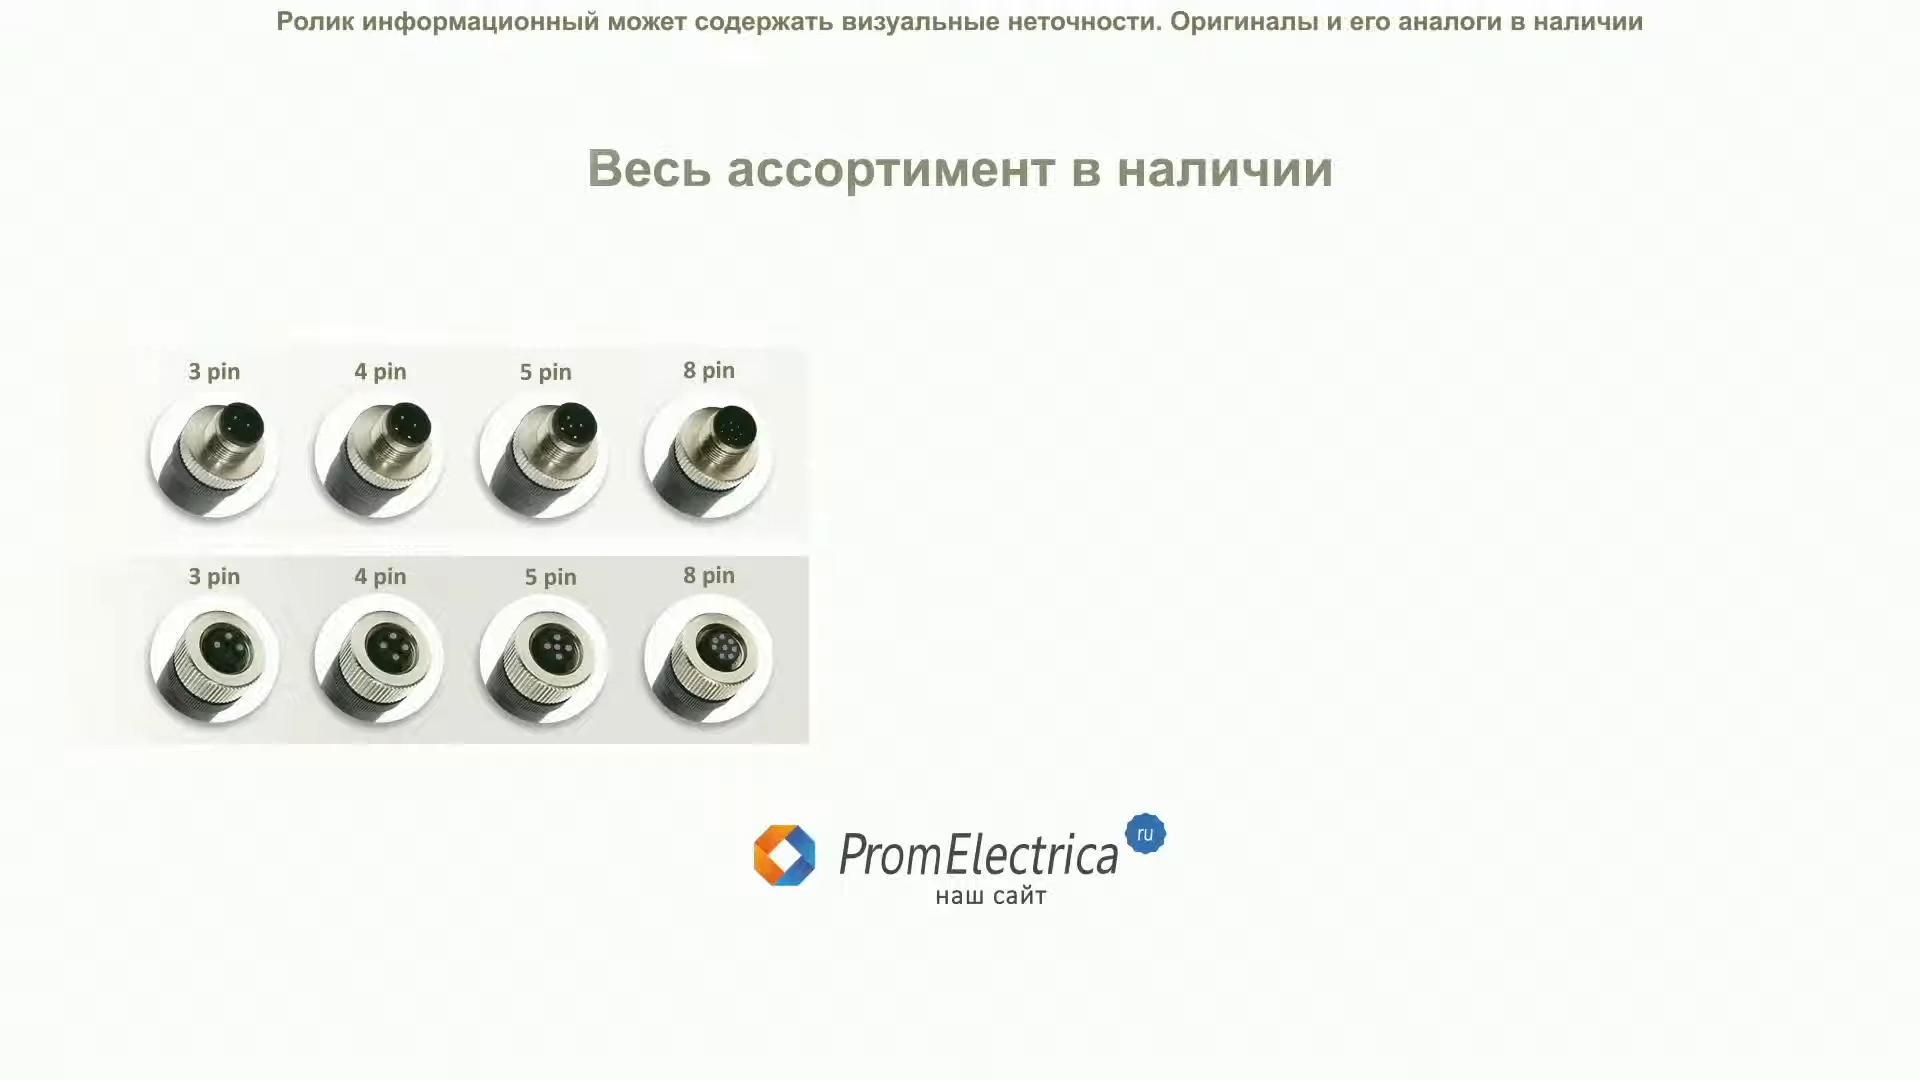 Ролик информационный может содержать визуальные неточности. Оригиналы и его аналоги в наличии
Весь ассортимент в наличии
3 pin 4 pin 5 pin 8 pin
3 pin 4 pin 5 pin 8 pin
PromElectrica ru
наш сайт